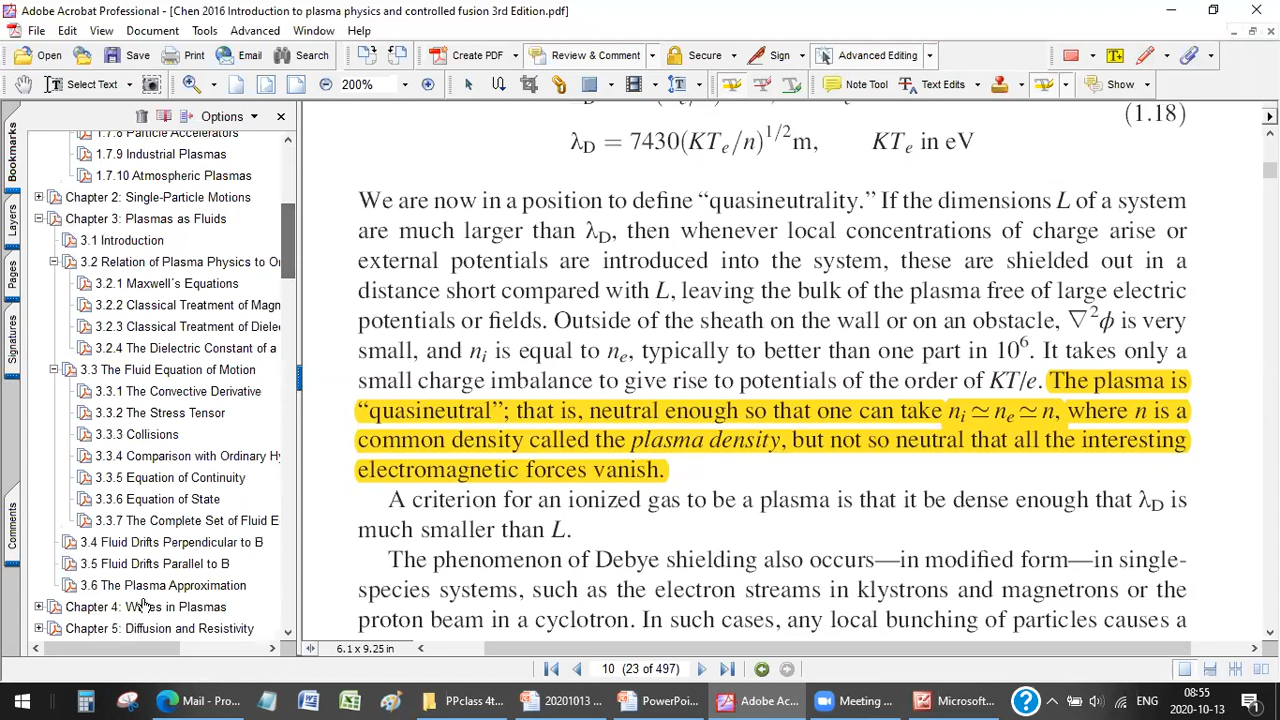 Adobe Acrobat Professional - [Chen 2016 Introduction to plasma physics and controlled fusion 3rd Edition.pdf]
File Edit View Document Tools Advanced Window Help
Open Save Print Email Search Create PDF Review & Comment Secure Sign Advanced Editing
Select Text 200% Note Tool Text Edits Show
Options
Bookmarks
Layers
Pages
Signatures
Comments
1.7.8 Particle Accelerators
1.7.9 Industrial Plasmas
1.7.10 Atmospheric Plasmas
Chapter 2: Single-Particle Motions
Chapter 3: Plasmas as Fluids
3.1 Introduction
3.2 Relation of Plasma Physics to Or
3.2.1 Maxwell´s Equations
3.2.2 Classical Treatment of Magn
3.2.3 Classical Treatment of Diele
3.2.4 The Dielectric Constant of a
3.3 The Fluid Equation of Motion
3.3.1 The Convective Derivative
3.3.2 The Stress Tensor
3.3.3 Collisions
3.3.4 Comparison with Ordinary Hy
3.3.5 Equation of Continuity
3.3.6 Equation of State
3.3.7 The Complete Set of Fluid E
3.4 Fluid Drifts Perpendicular to B
3.5 Fluid Drifts Parallel to B
3.6 The Plasma Approximation
Chapter 4: Waves in Plasmas
Chapter 5: Diffusion and Resistivity
(1.18)
λD = 7430(KTe/n)^1/2 m, KTe in eV
We are now in a position to define “quasineutrality.” If the dimensions L of a system
are much larger than λD, then whenever local concentrations of charge arise or
external potentials are introduced into the system, these are shielded out in a
distance short compared with L, leaving the bulk of the plasma free of large electric
potentials or fields. Outside of the sheath on the wall or on an obstacle, ∇²ϕ is very
small, and ni is equal to ne, typically to better than one part in 10⁶. It takes only a
small charge imbalance to give rise to potentials of the order of KT/e. The plasma is
“quasineutral”; that is, neutral enough so that one can take ni ≃ ne ≃ n, where n is a
common density called the plasma density, but not so neutral that all the interesting
electromagnetic forces vanish.
A criterion for an ionized gas to be a plasma is that it be dense enough that λD is
much smaller than L.
The phenomenon of Debye shielding also occurs—in modified form—in single-
species systems, such as the electron streams in klystrons and magnetrons or the
proton beam in a cyclotron. In such cases, any local bunching of particles causes a
6.1 x 9.25 in
10 (23 of 497)
Mail - Pro... PPclass 4t... 20201013 ... PowerPoi... Adobe Ac... Meeting ... Microsoft... ENG
08:55
2020-10-13